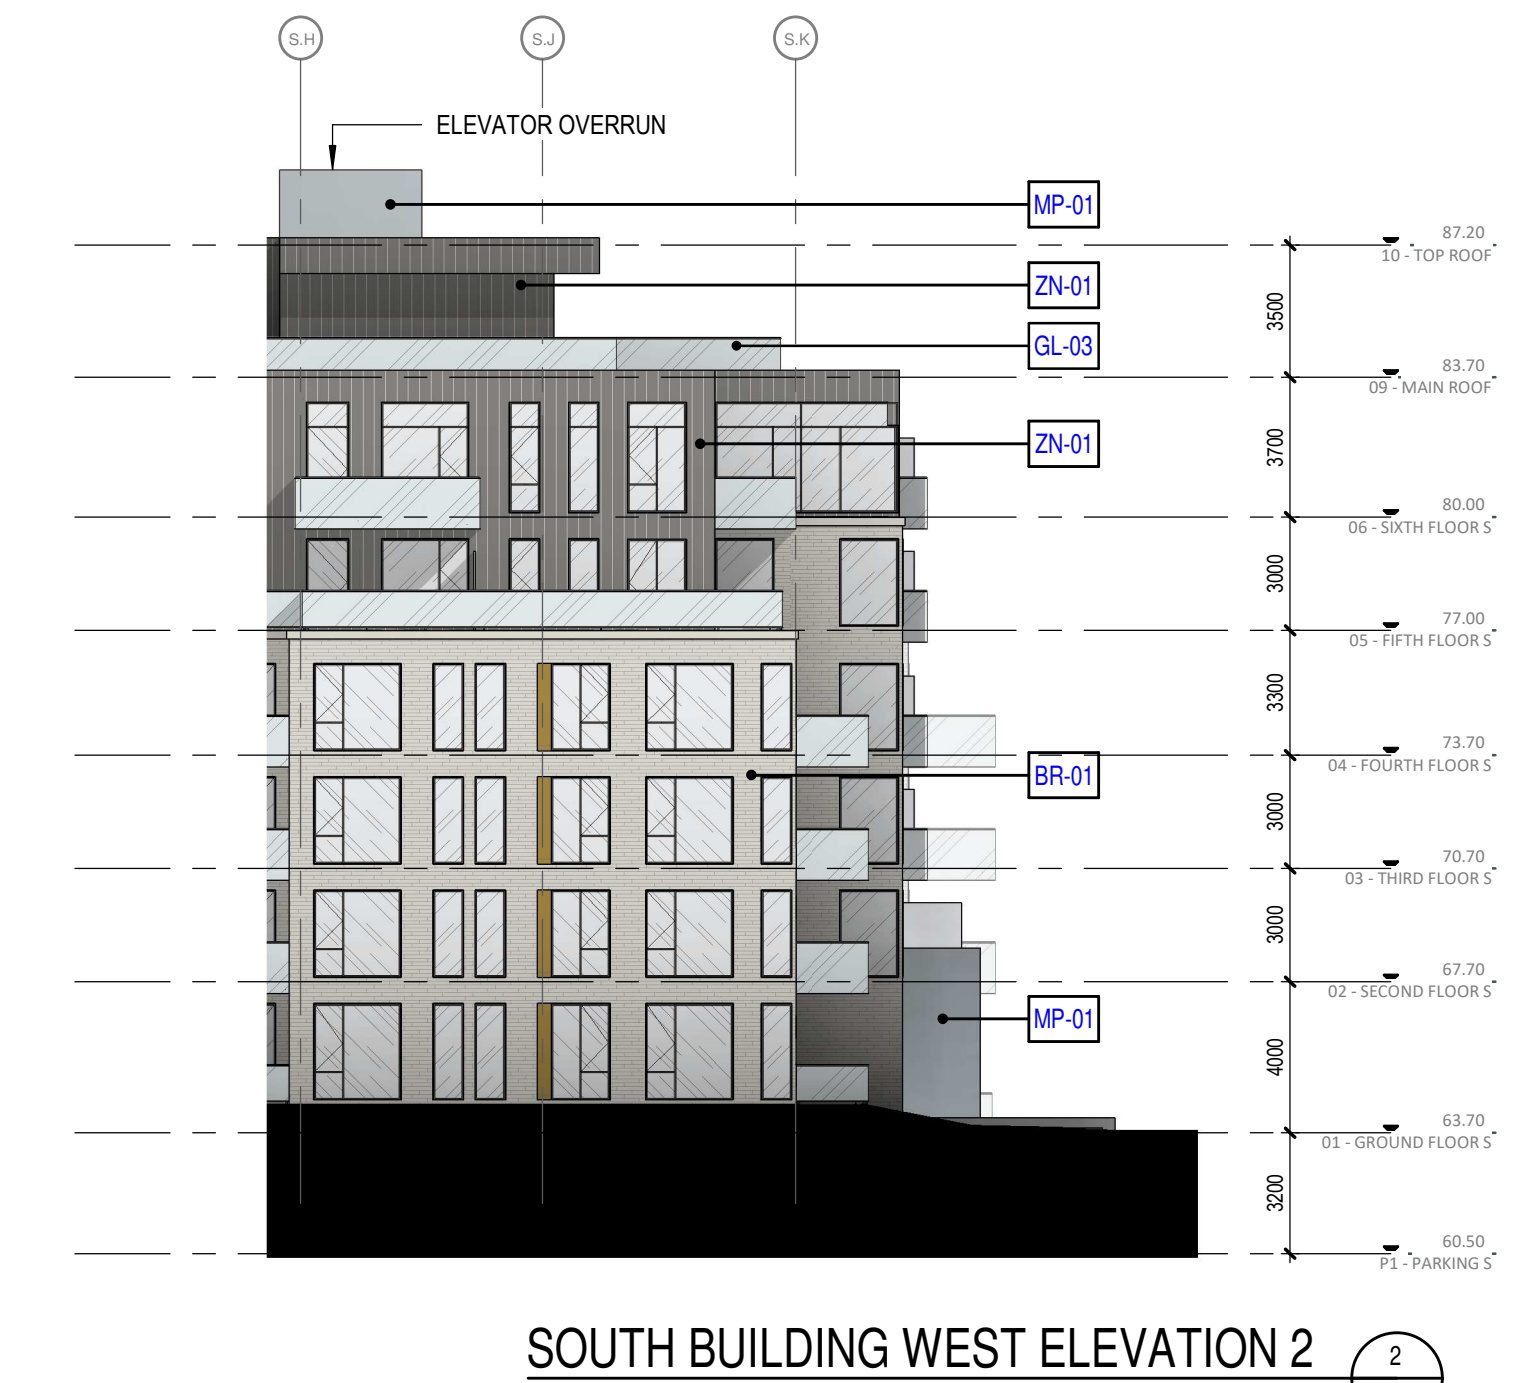 S.H
S.J
S.K
ELEVATOR OVERRUN
MP-01
87.20
10 - TOP ROOF
ZN-01
3500
GL-03
83.70
09 - MAIN ROOF
ZN-01
3700
80.00
06 - SIXTH FLOOR S
3000
77.00
05 - FIFTH FLOOR S
3300
73.70
04 - FOURTH FLOOR S
BR-01
3000
70.70
03 - THIRD FLOOR S
3000
67.70
02 - SECOND FLOOR S
MP-01
4000
63.70
01 - GROUND FLOOR S
3200
60.50
P1 - PARKING S
SOUTH BUILDING WEST ELEVATION 2
2